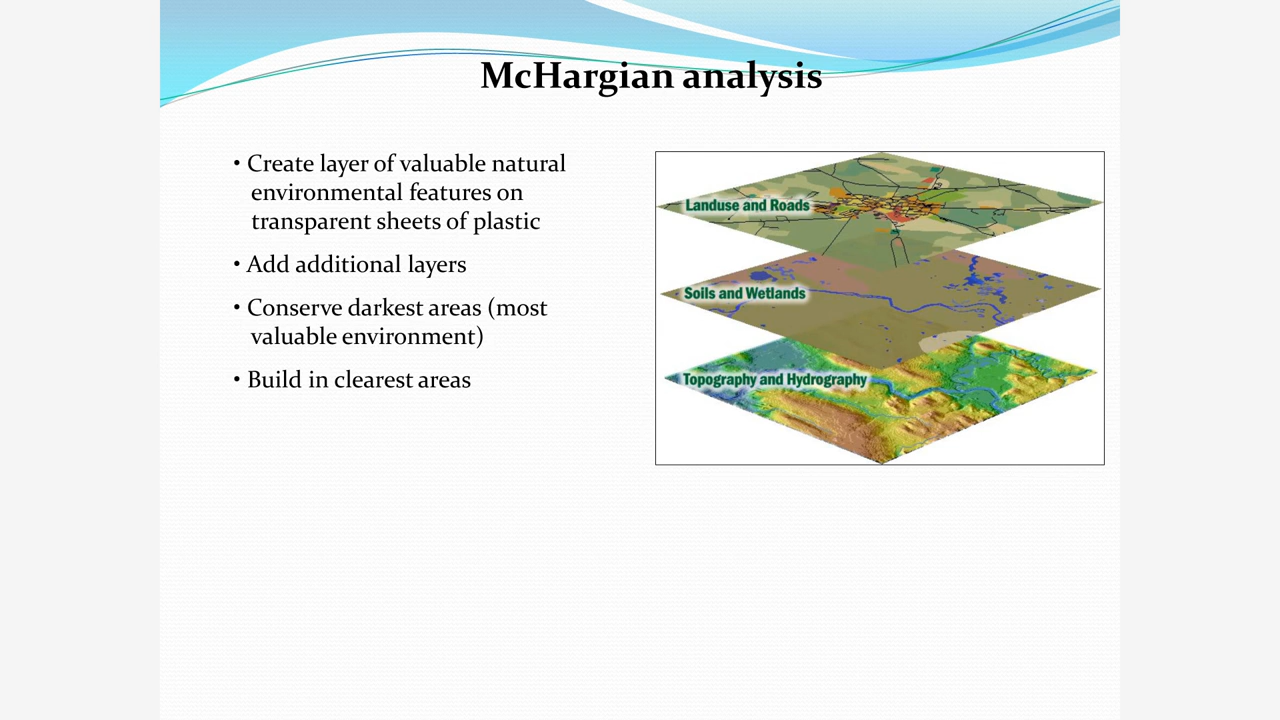 McHargian analysis
• Create layer of valuable natural
environmental features on
transparent sheets of plastic
• Add additional layers
• Conserve darkest areas (most
valuable environment)
• Build in clearest areas
Landuse and Roads
Soils and Wetlands
Topography and Hydrography